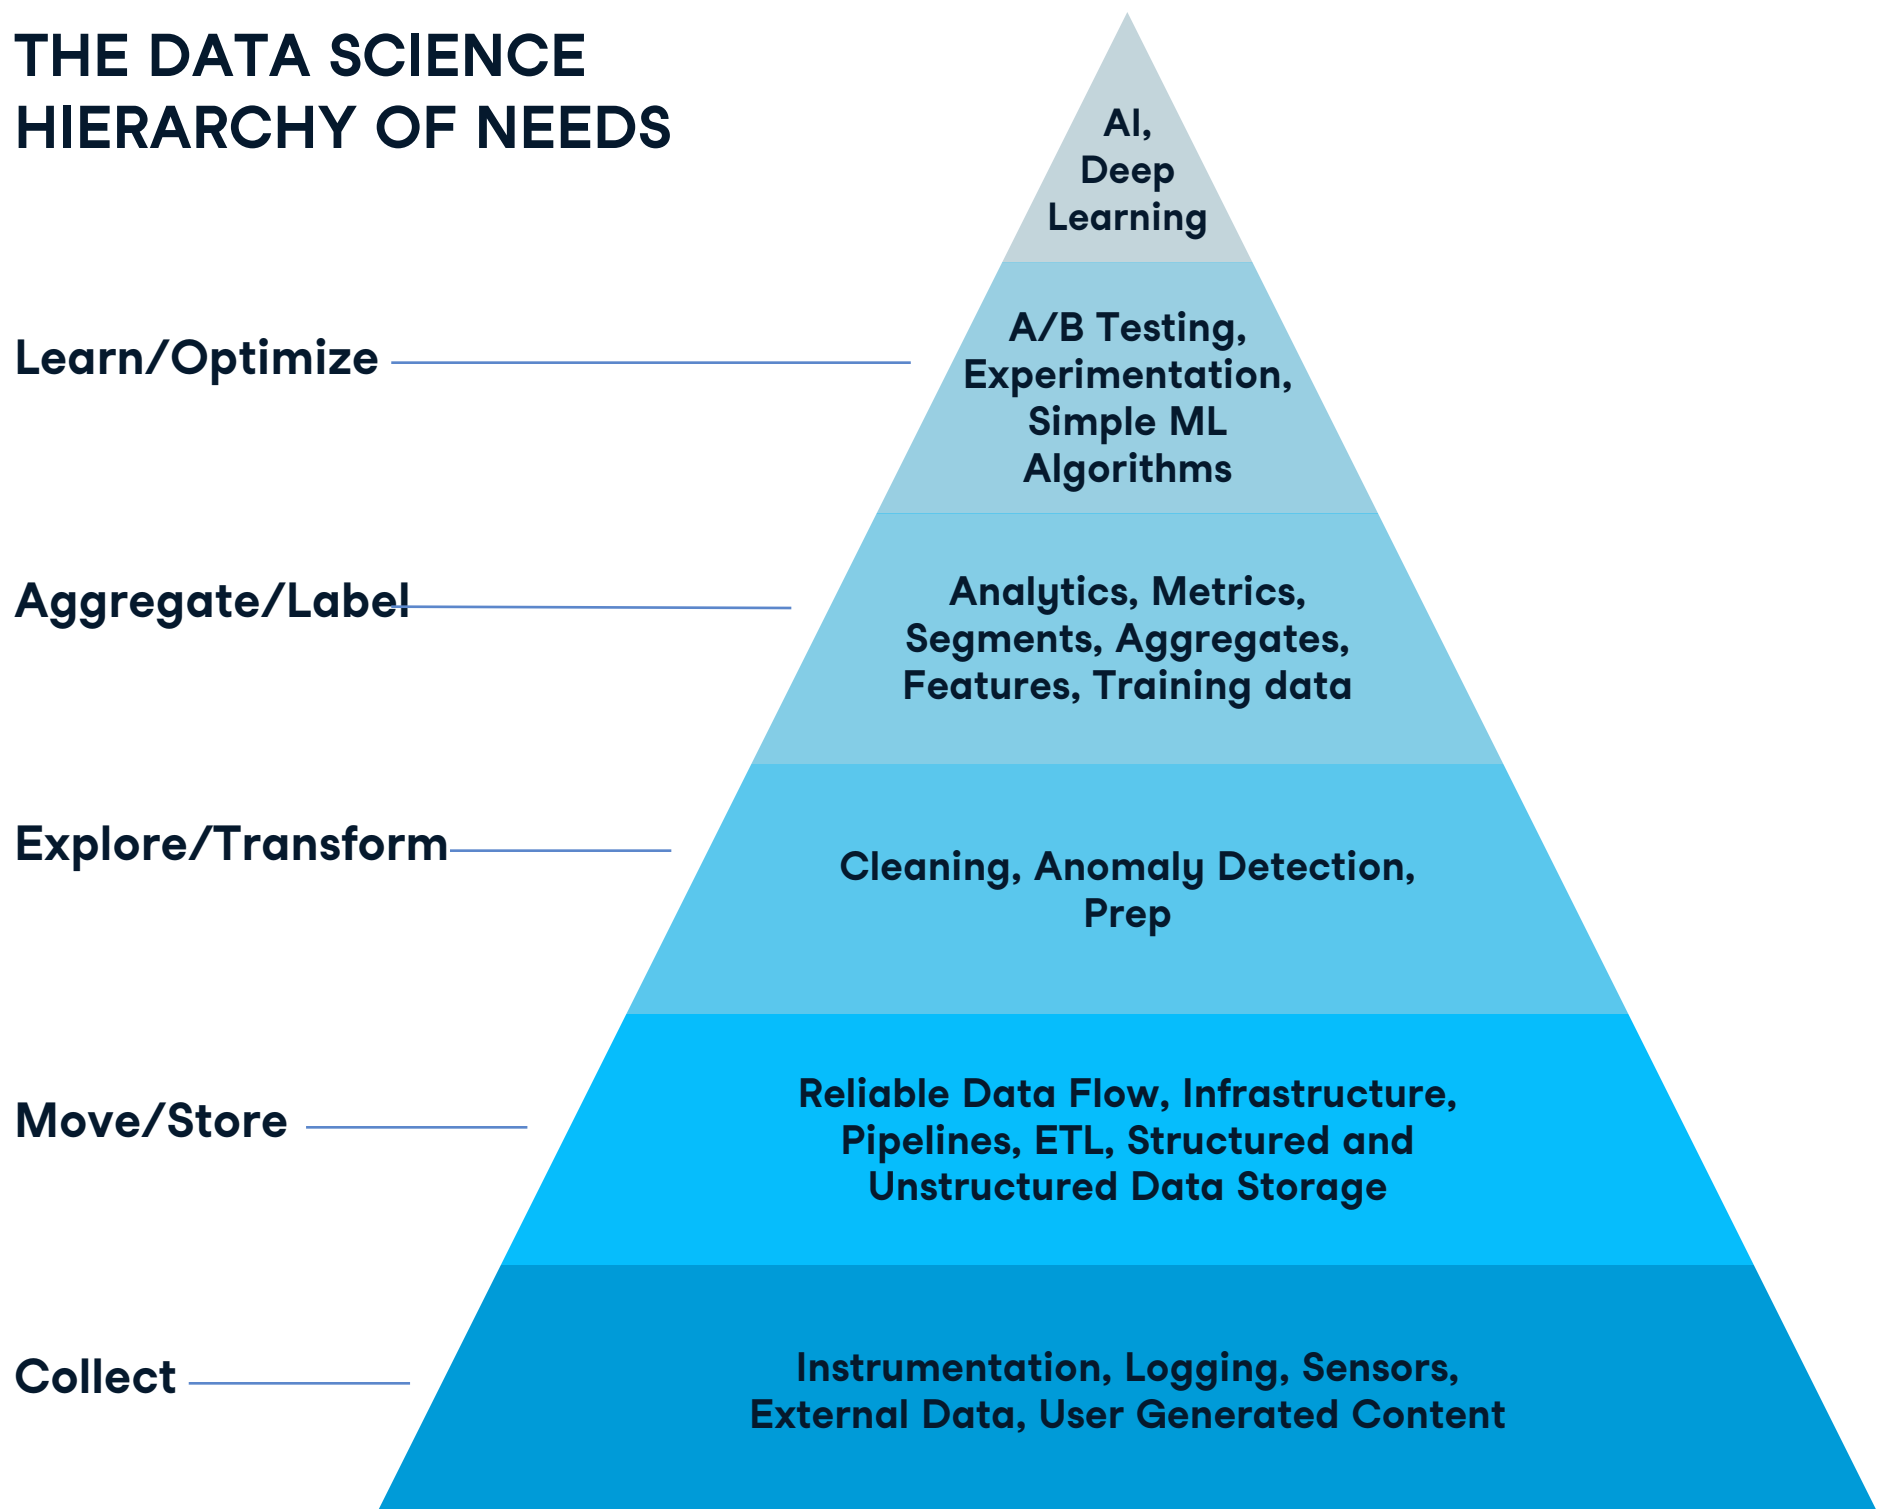 THE DATA SCIENCE
HIERARCHY OF NEEDS
AI,
Deep
Learning
Learn/Optimize
A/B Testing,
Experimentation,
Simple ML
Algorithms
Aggregate/Label
Analytics, Metrics,
Segments, Aggregates,
Features, Training data
Explore/Transform
Cleaning, Anomaly Detection,
Prep
Move/Store
Reliable Data Flow, Infrastructure,
Pipelines, ETL, Structured and
Unstructured Data Storage
Collect
Instrumentation, Logging, Sensors,
External Data, User Generated Content